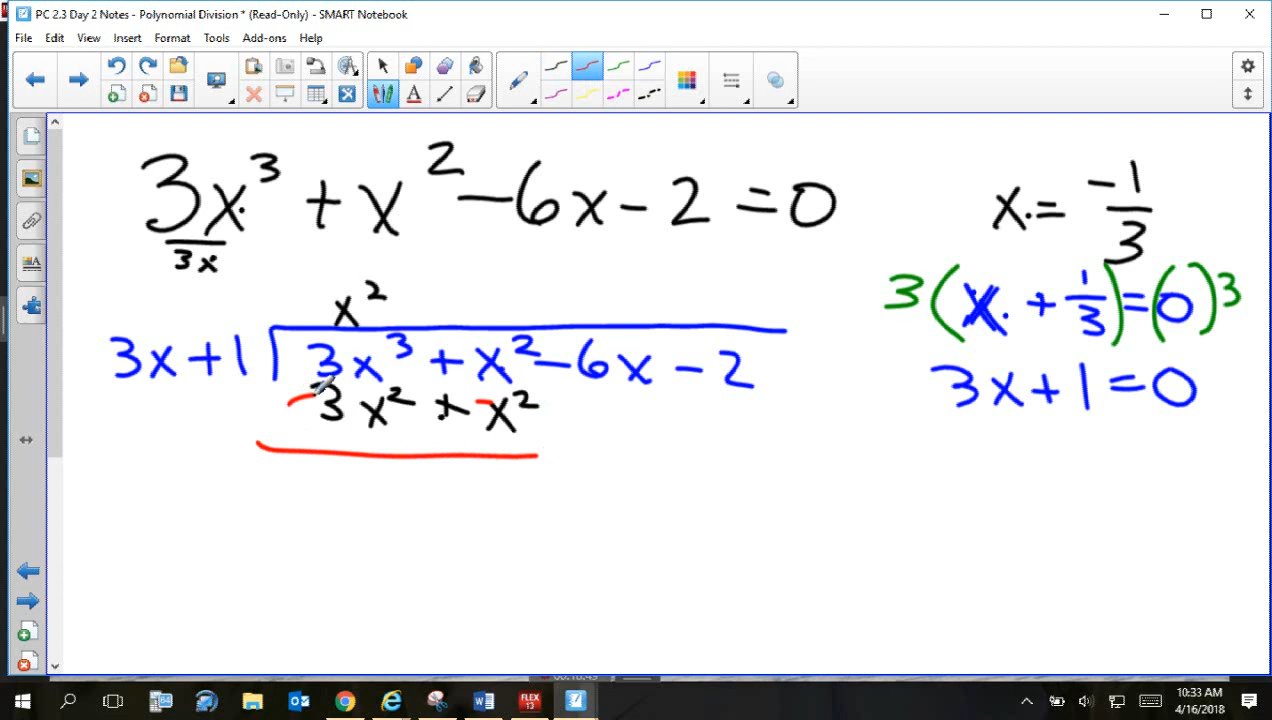 PC 2.3 Day 2 Notes - Polynomial Division * (Read-Only) - SMART Notebook
File Edit View Insert Format Tools Add-ons Help
3x³ + x² - 6x - 2 = 0
3x
x = -1/3
3(x + 1/3) = (0)3
3x + 1 = 0
x²
3x + 1 ) 3x³ + x² - 6x - 2
- 3x² + - x²
FLEX
13
10:33 AM
4/16/2018